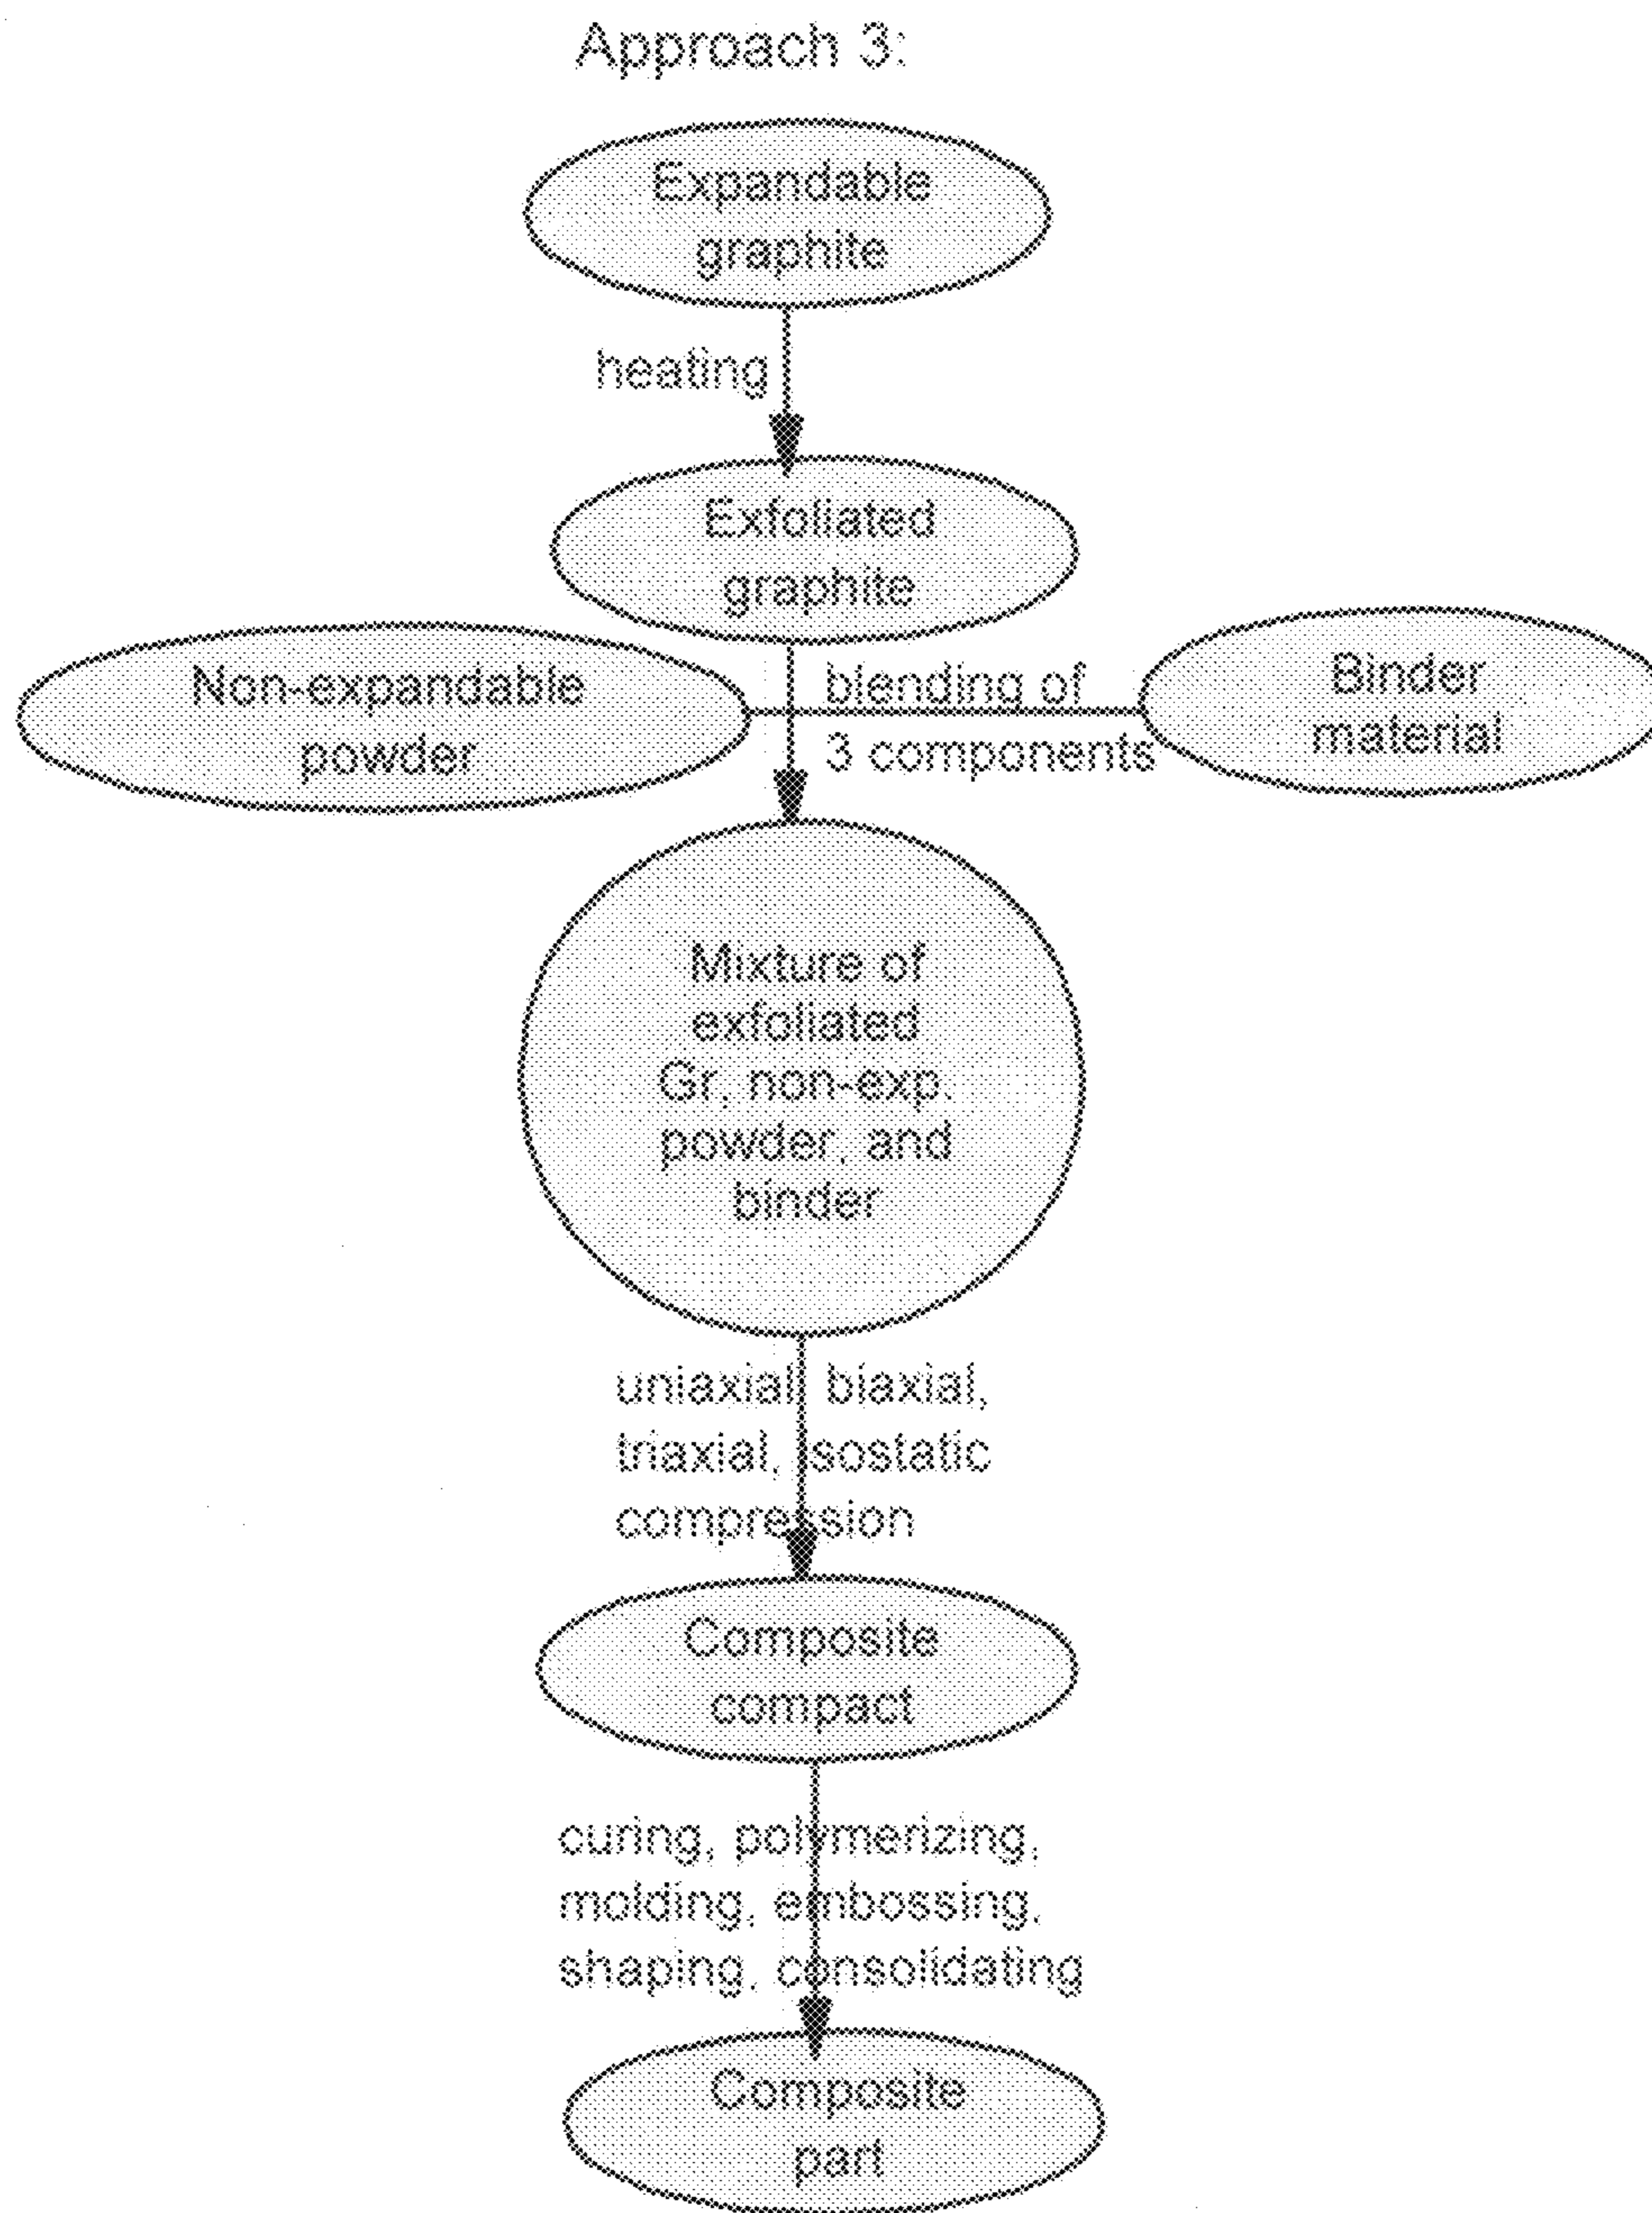 Approach 3:
Expandable
graphite
heating
Exfoliated
graphite
Non-expandable
powder
blending of
3 components
Binder
material
Mixture of
exfoliated
Gr, non-exp.
powder, and
binder
uniaxial, biaxial,
triaxial, isostatic
compression
Composite
compact
curing, polymerizing,
molding, embossing,
shaping, consolidating
Composite
part